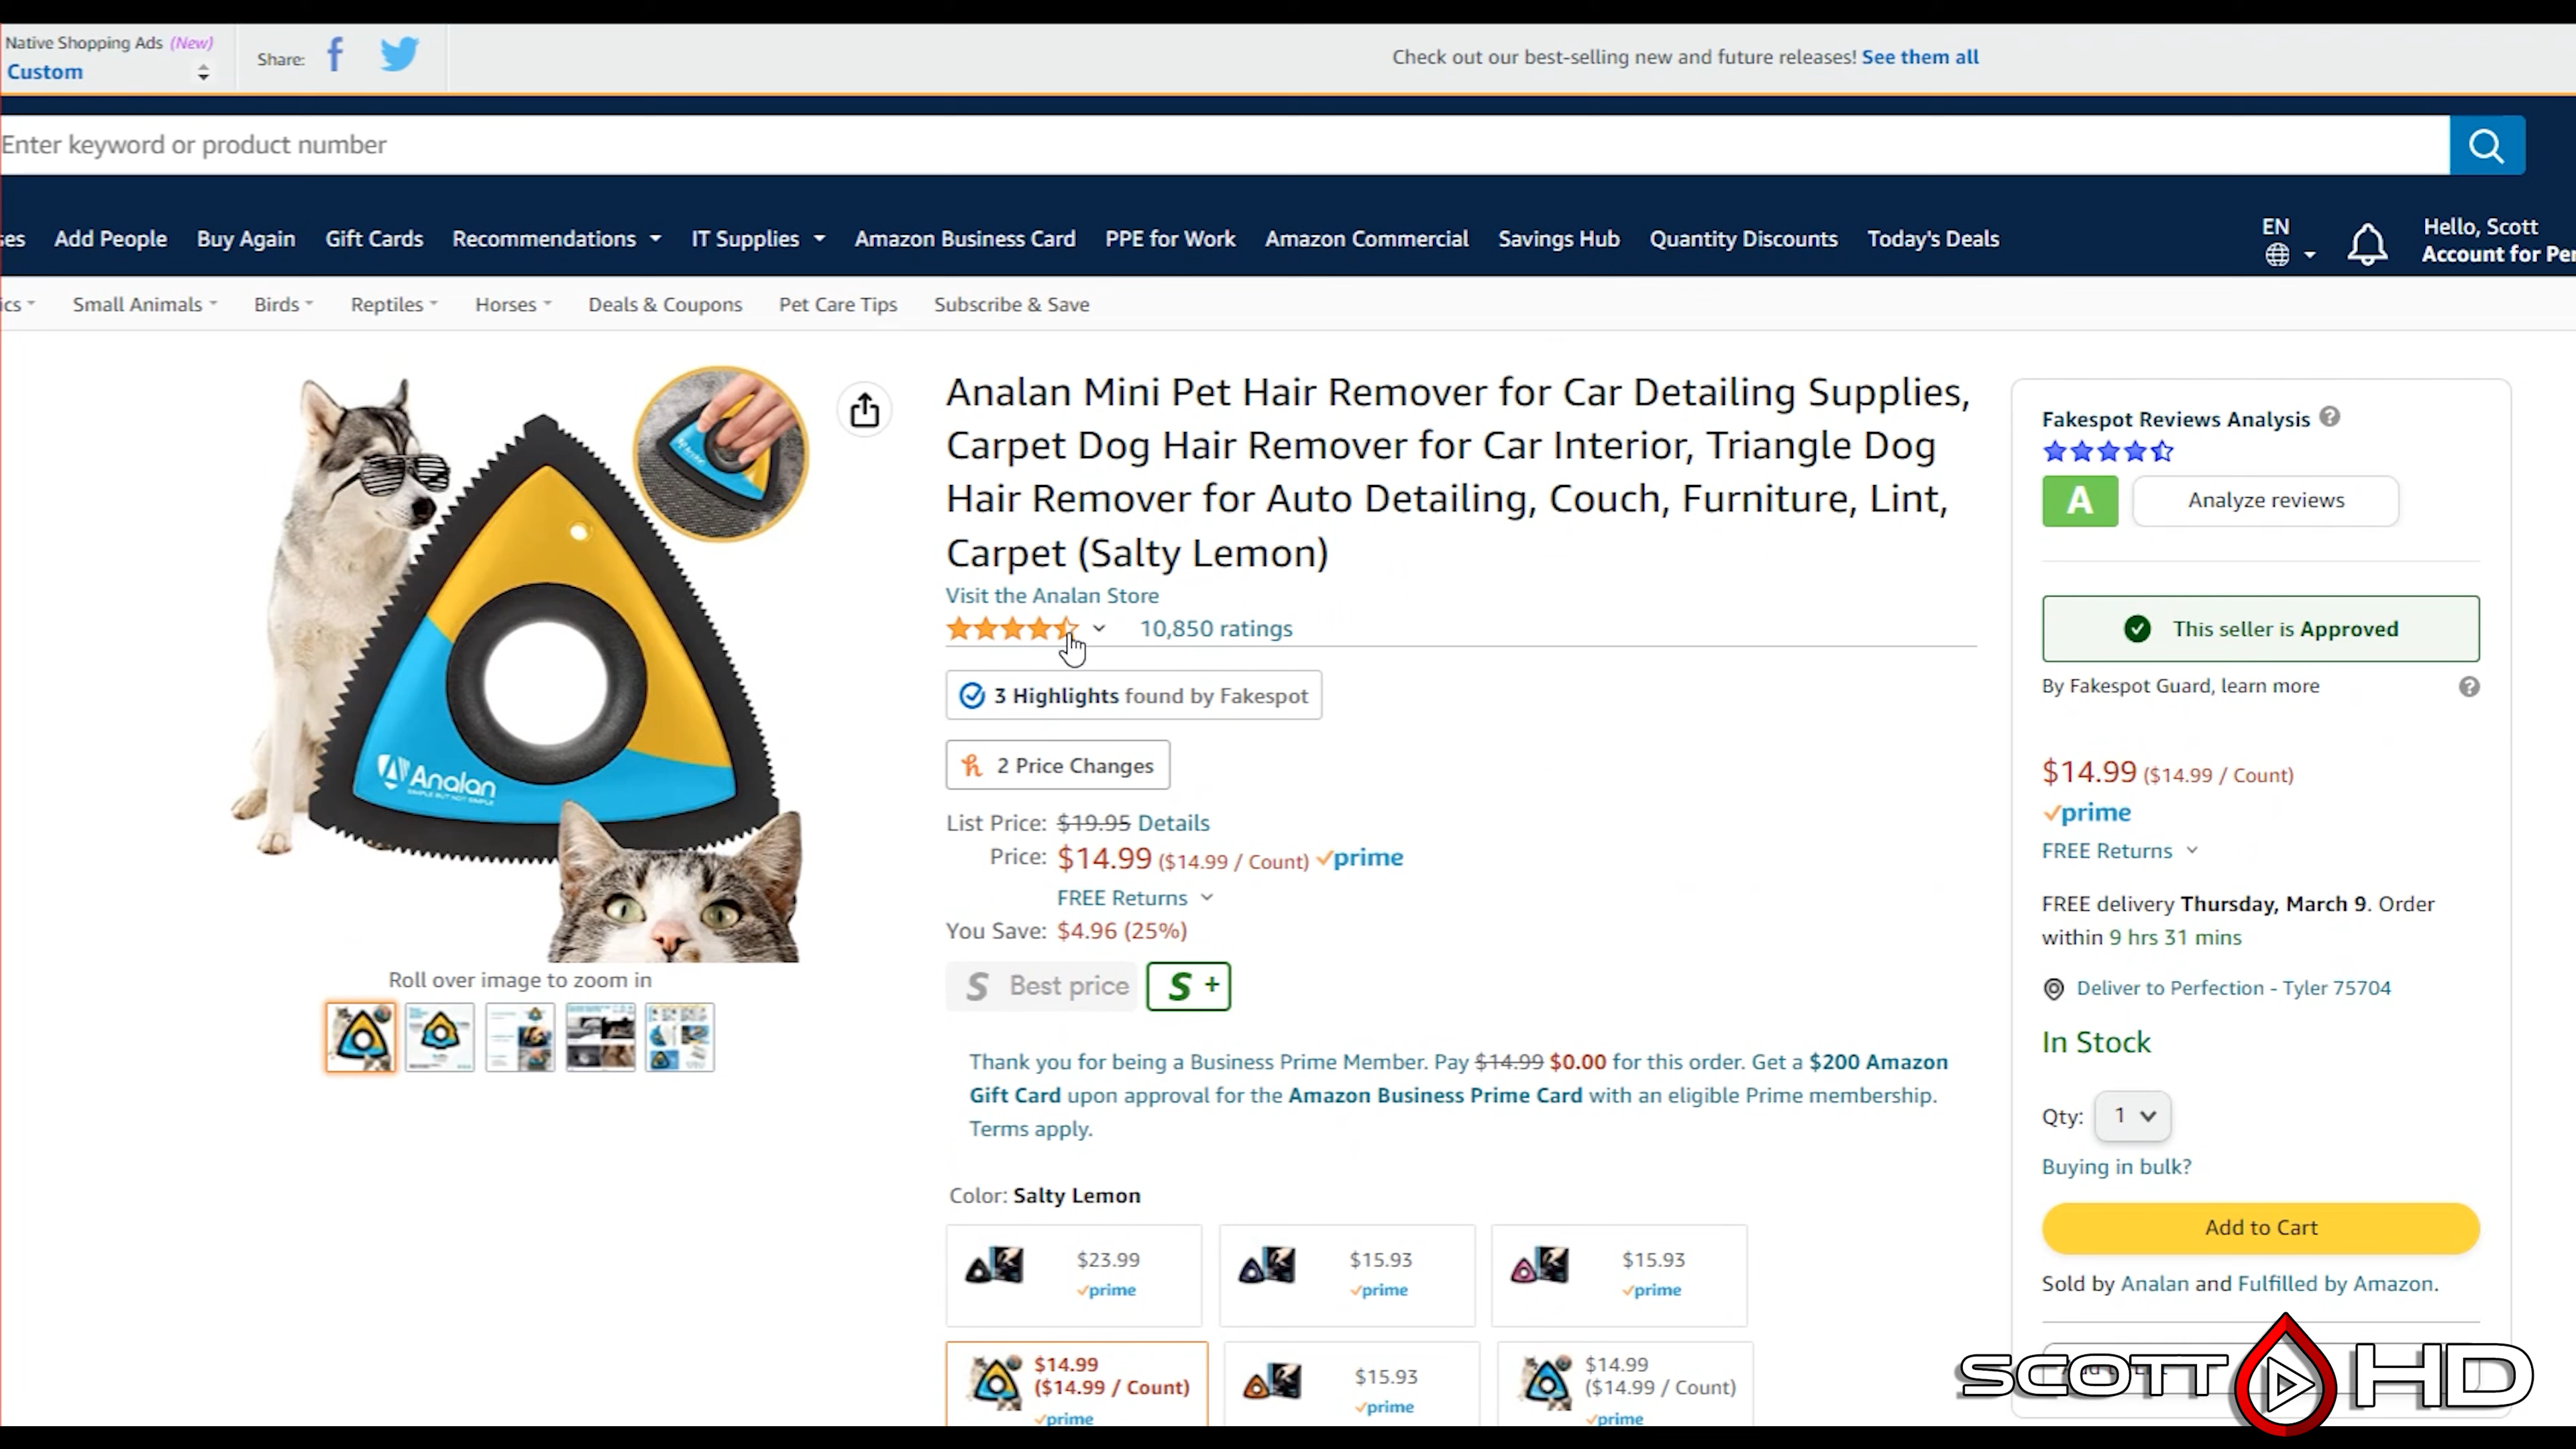 Native Shopping Ads (New)
Custom
Share:
Check out our best-selling new and future releases! See them all
Enter keyword or product number
Add People
Buy Again
Gift Cards
Recommendations
IT Supplies
Amazon Business Card
PPE for Work
Amazon Commercial
Savings Hub
Quantity Discounts
Today's Deals
EN
Hello, Scott
Account for Per
ics
Small Animals
Birds
Reptiles
Horses
Deals & Coupons
Pet Care Tips
Subscribe & Save
Analan
SIMPLE BUT NOT SIMPLE
Roll over image to zoom in
Analan Mini Pet Hair Remover for Car Detailing Supplies,
Carpet Dog Hair Remover for Car Interior, Triangle Dog
Hair Remover for Auto Detailing, Couch, Furniture, Lint,
Carpet (Salty Lemon)
Visit the Analan Store
10,850 ratings
3 Highlights found by Fakespot
2 Price Changes
List Price: $19.95 Details
Price: $14.99 ($14.99 / Count) prime
FREE Returns
You Save: $4.96 (25%)
S Best price
S +
Thank you for being a Business Prime Member. Pay $14.99 $0.00 for this order. Get a $200 Amazon
Gift Card upon approval for the Amazon Business Prime Card with an eligible Prime membership.
Terms apply.
Color: Salty Lemon
$23.99
prime
$15.93
prime
$15.93
prime
$14.99
($14.99 / Count)
prime
$15.93
prime
$14.99
($14.99 / Count)
prime
Fakespot Reviews Analysis
A
Analyze reviews
This seller is Approved
By Fakespot Guard, learn more
$14.99 ($14.99 / Count)
prime
FREE Returns
FREE delivery Thursday, March 9. Order
within 9 hrs 31 mins
Deliver to Perfection - Tyler 75704
In Stock
Qty: 1
Buying in bulk?
Add to Cart
Sold by Analan and Fulfilled by Amazon.
SCOTT HD